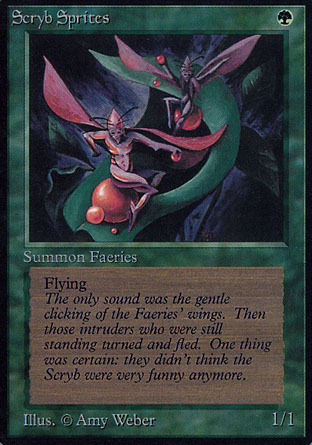 Scryb Sprites
Summon Faeries
Flying
The only sound was the gentle
clicking of the Faeries' wings. Then
those intruders who were still
standing turned and fled. One thing
was certain: they didn't think the
Scryb were very funny anymore.
Illus. © Amy Weber 1/1